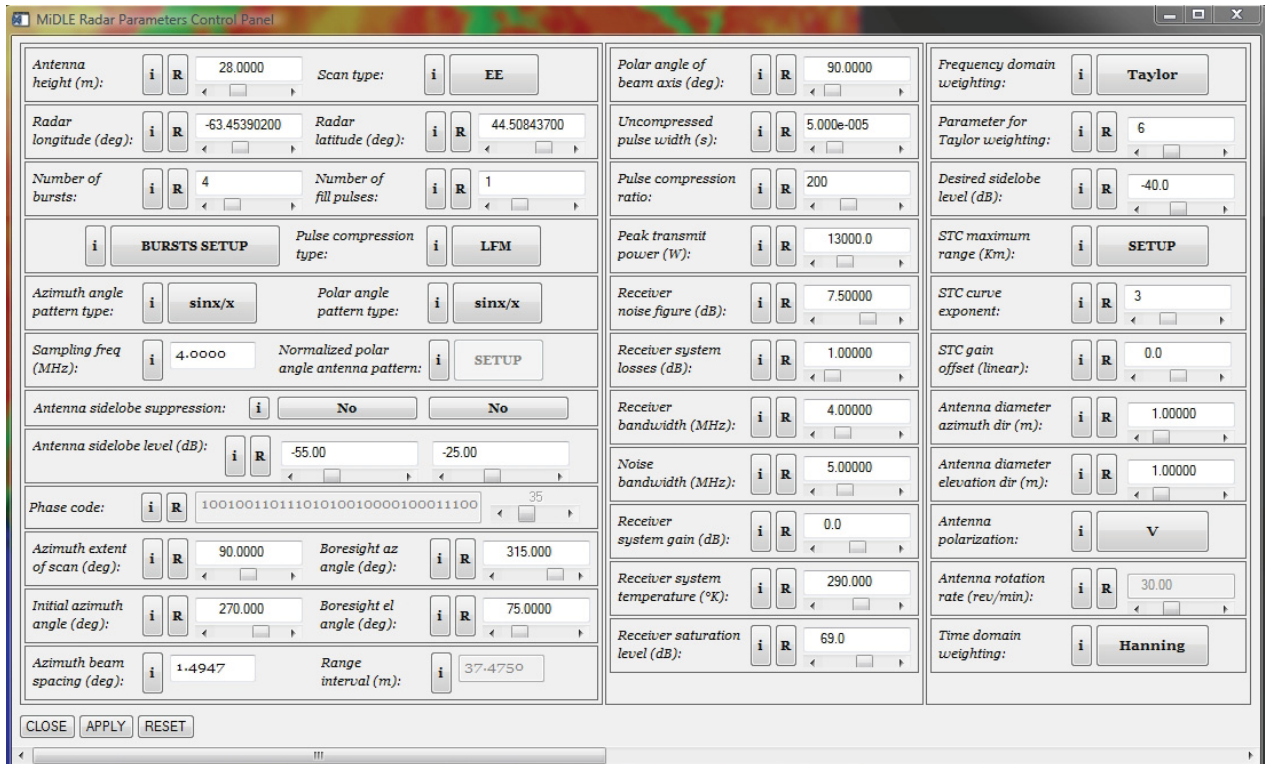 MiDLE Radar Parameters Control Panel
Antenna
height (m):
i R 28.0000
Scan type:
i EE
Radar
longitude (deg):
i R -63.45390200
Radar
latitude (deg):
i R 44.50843700
Number of
bursts:
i R 4
Number of
fill pulses:
i R 1
i BURSTS SETUP
Pulse compression
type:
i LFM
Azimuth angle
pattern type:
i sinx/x
Polar angle
pattern type:
i sinx/x
Sampling freq
(MHz):
i 4.0000
Normalized polar
angle antenna pattern:
i SETUP
Antenna sidelobe suppression: i No No
Antenna sidelobe level (dB):
i R -55.00 -25.00
Phase code: i R 10010011011101010010000100011100 35
Azimuth extent
of scan (deg):
i R 90.0000
Boresight az
angle (deg):
i R 315.000
Initial azimuth
angle (deg):
i R 270.000
Boresight el
angle (deg):
i R 75.0000
Azimuth beam
spacing (deg):
i 1.4947
Range
interval (m):
i 37.4750
Polar angle of
beam axis (deg):
i R 90.0000
Uncompressed
pulse width (s):
i R 5.000e-005
Pulse compression
ratio:
i R 200
Peak transmit
power (W):
i R 13000.0
Receiver
noise figure (dB):
i R 7.50000
Receiver system
losses (dB):
i R 1.00000
Receiver
bandwidth (MHz):
i R 4.00000
Noise
bandwidth (MHz):
i R 5.00000
Receiver
system gain (dB):
i R 0.0
Receiver system
temperature (°K):
i R 290.000
Receiver saturation
level (dB):
i R 69.0
Frequency domain
weighting:
i Taylor
Parameter for
Taylor weighting:
i R 6
Desired sidelobe
level (dB):
i R -40.0
STC maximum
range (Km):
i SETUP
STC curve
exponent:
i R 3
STC gain
offset (linear):
i R 0.0
Antenna diameter
azimuth dir (m):
i R 1.00000
Antenna diameter
elevation dir (m):
i R 1.00000
Antenna
polarization:
i V
Antenna rotation
rate (rev/min):
i R 30.00
Time domain
weighting:
i Hanning
CLOSE APPLY RESET